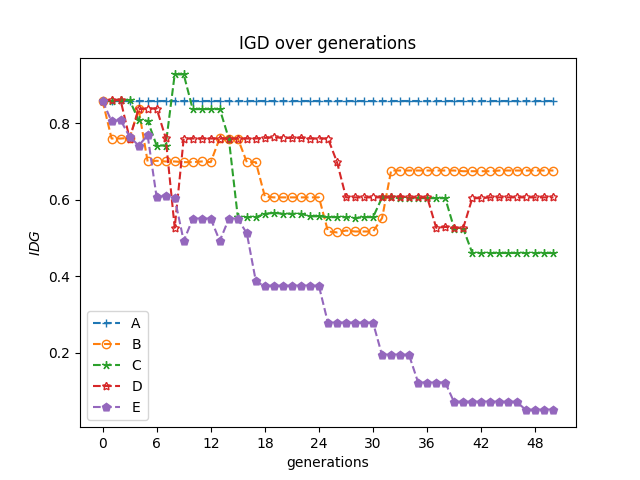 IGD over generations
IDG
0.8
0.6
0.4
0.2
A
B
C
D
E
0 6 12 18 24 30 36 42 48
generations